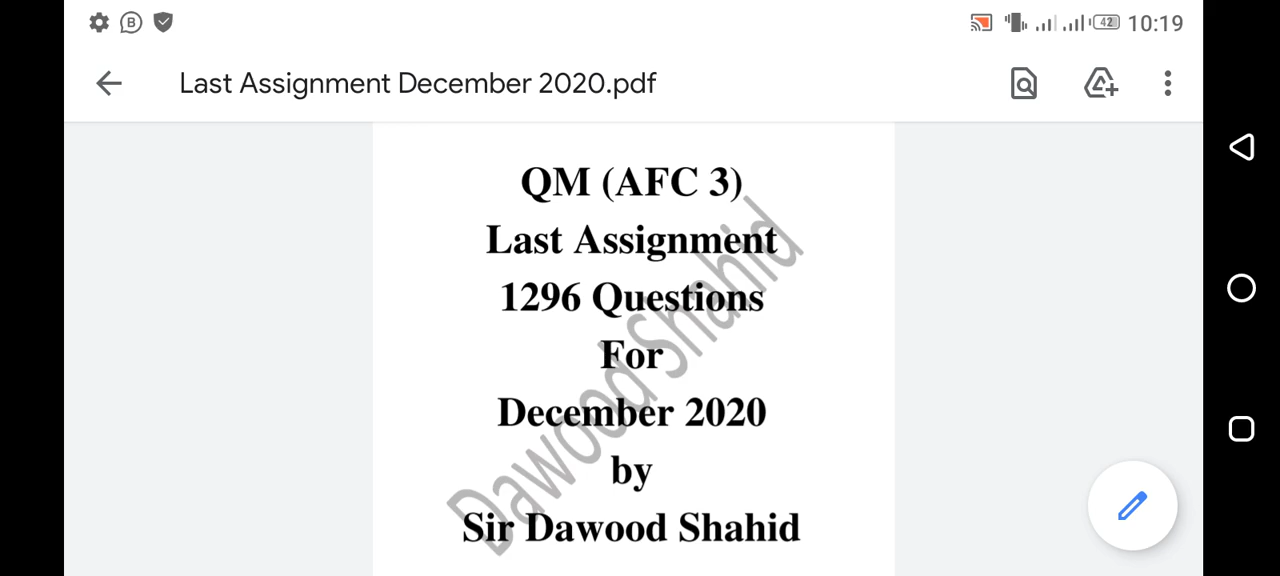 42 10:19
Last Assignment December 2020.pdf
QM (AFC 3)
Last Assignment
1296 Questions
For
December 2020
by
Sir Dawood Shahid
Dawood Shahid